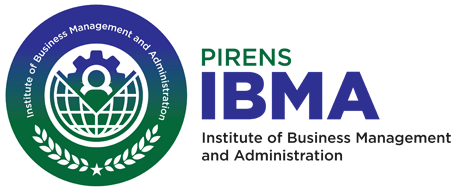 Institute of Business Management and Administration
PIRENS
IBMA
Institute of Business Management
and Administration